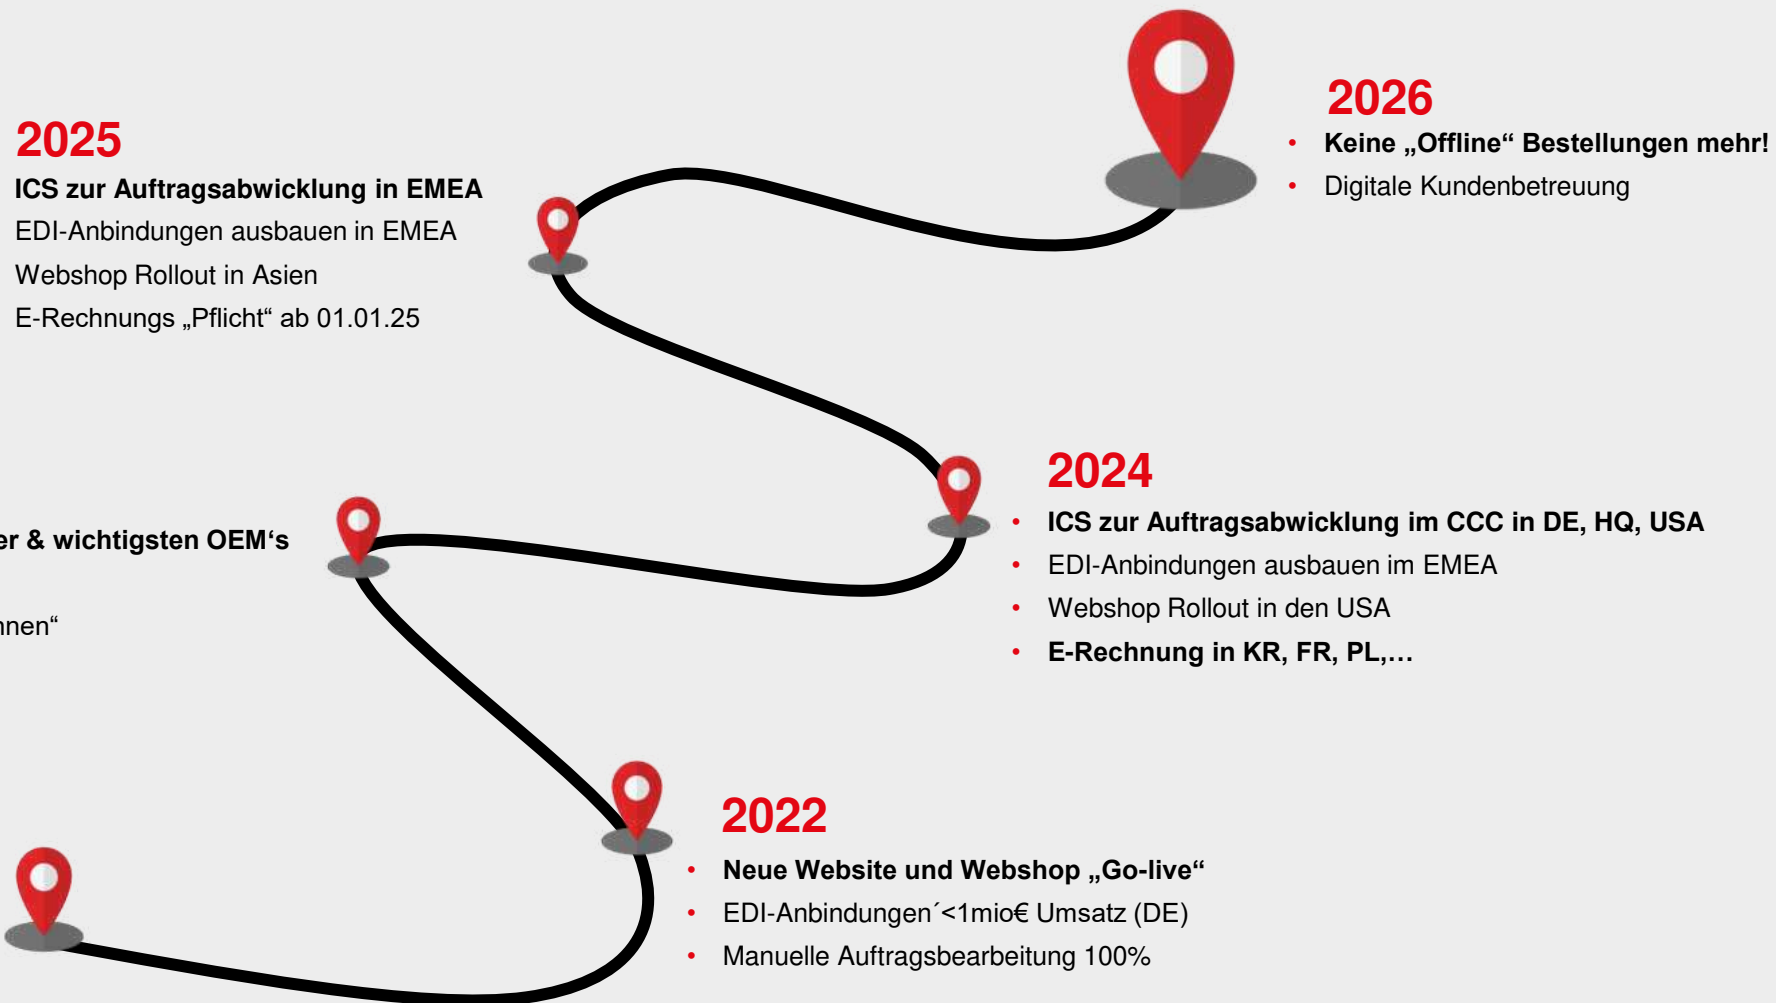 2026
• Keine „Offline“ Bestellungen mehr!
• Digitale Kundenbetreuung
2025
ICS zur Auftragsabwicklung in EMEA
EDI-Anbindungen ausbauen in EMEA
Webshop Rollout in Asien
E-Rechnungs „Pflicht“ ab 01.01.25
2024
• ICS zur Auftragsabwicklung im CCC in DE, HQ, USA
• EDI-Anbindungen ausbauen im EMEA
• Webshop Rollout in den USA
• E-Rechnung in KR, FR, PL,…
& wichtigsten OEM‘s
2022
• Neue Website und Webshop „Go-live“
• EDI-Anbindungen´<1mio€ Umsatz (DE)
• Manuelle Auftragsbearbeitung 100%